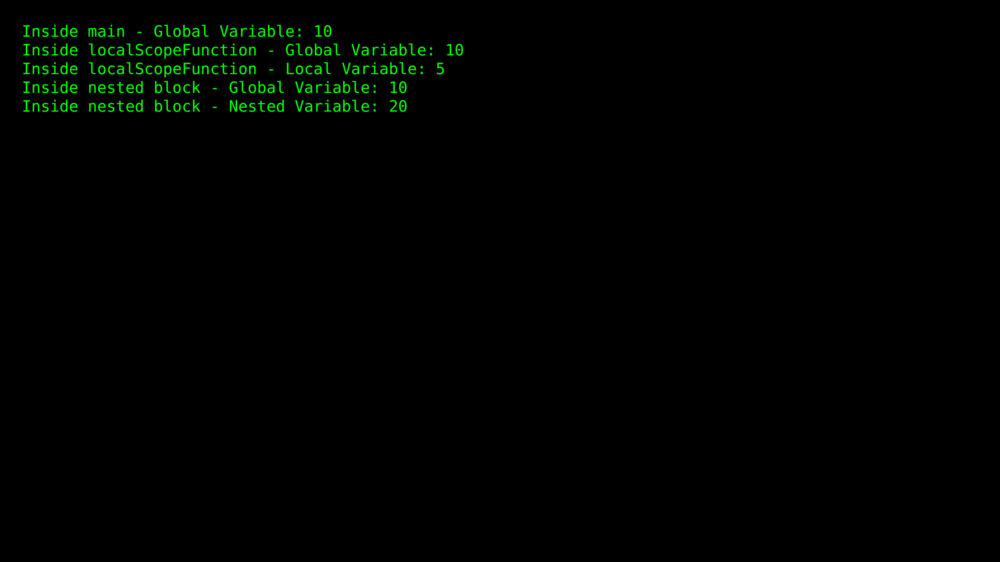 Inside main - Global Variable: 10
Inside localScopeFunction - Global Variable: 10
Inside localScopeFunction - Local Variable: 5
Inside nested block - Global Variable: 10
Inside nested block - Nested Variable: 20